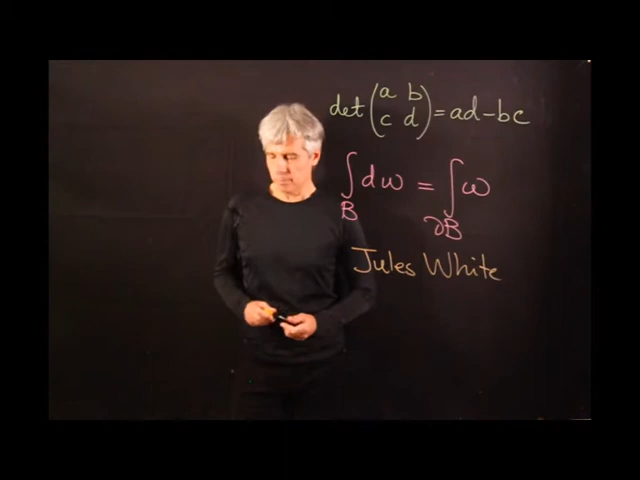 det(a b
c d)=ad-bc
∫_B dω = ∫_∂B ω
Jules White